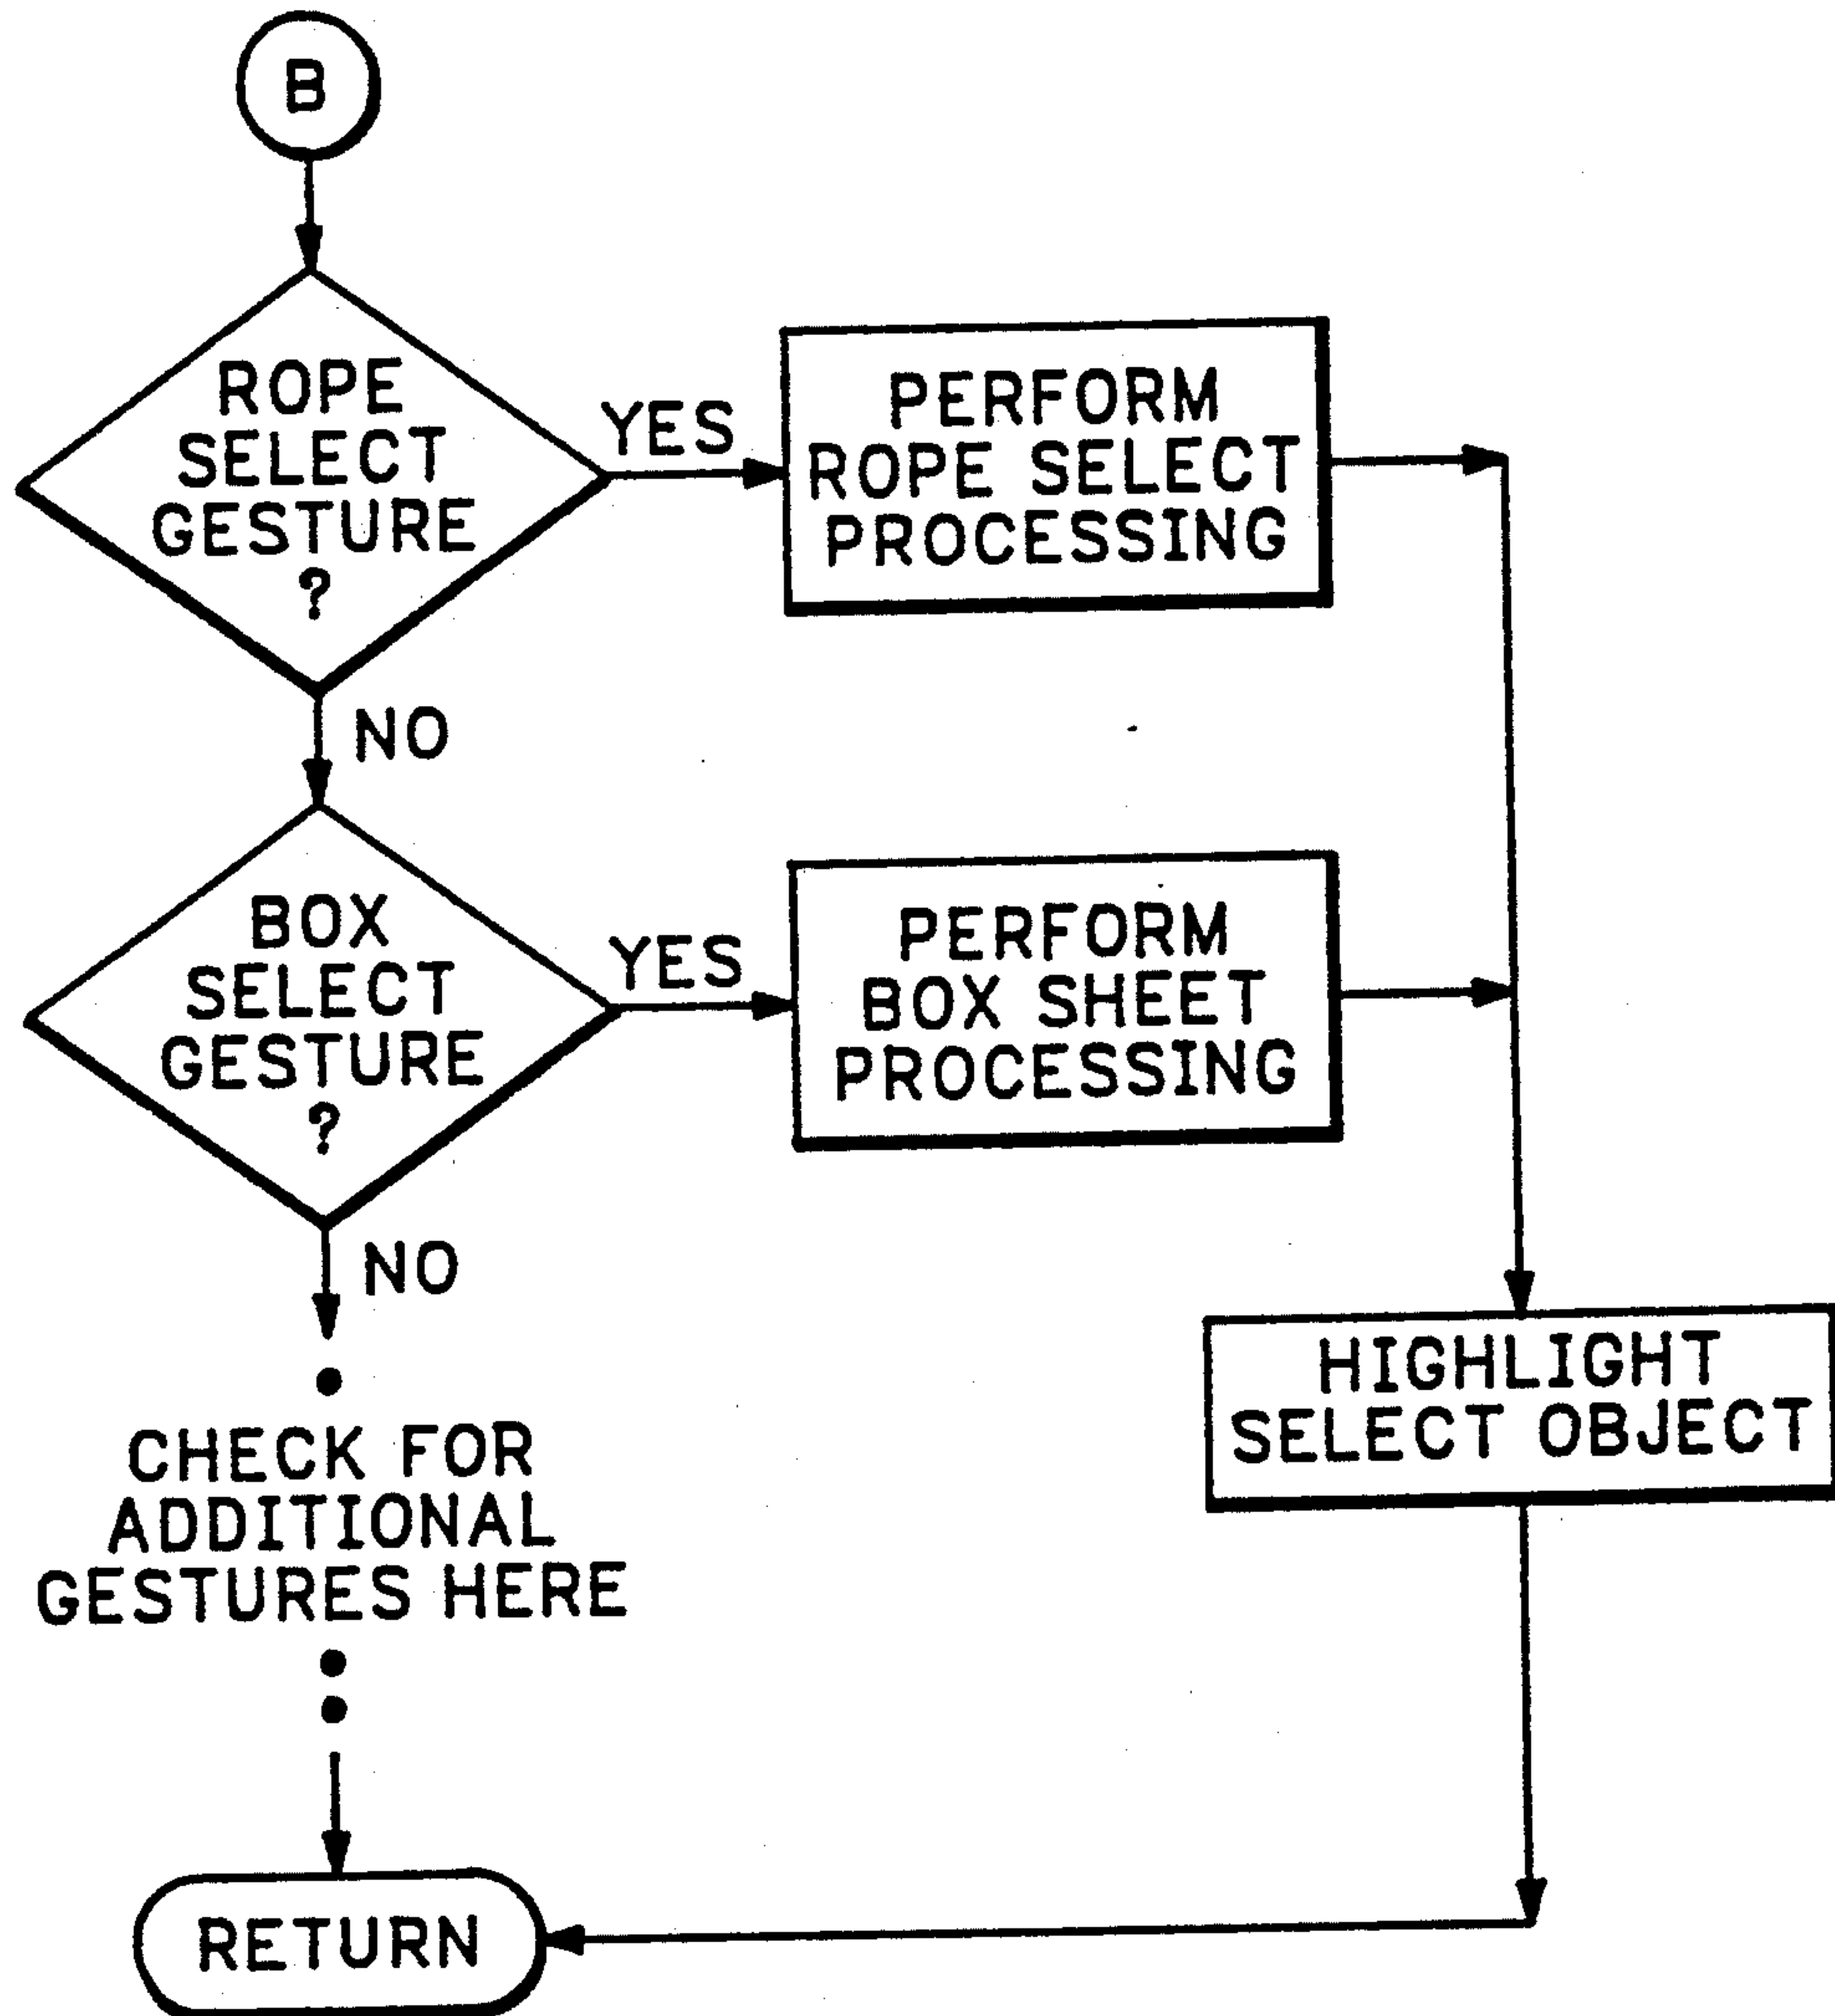 B
ROPE
SELECT
GESTURE
?
YES
PERFORM
ROPE SELECT
PROCESSING
NO
BOX
SELECT
GESTURE
?
YES
PERFORM
BOX SHEET
PROCESSING
NO
HIGHLIGHT
SELECT OBJECT
CHECK FOR
ADDITIONAL
GESTURES HERE
RETURN